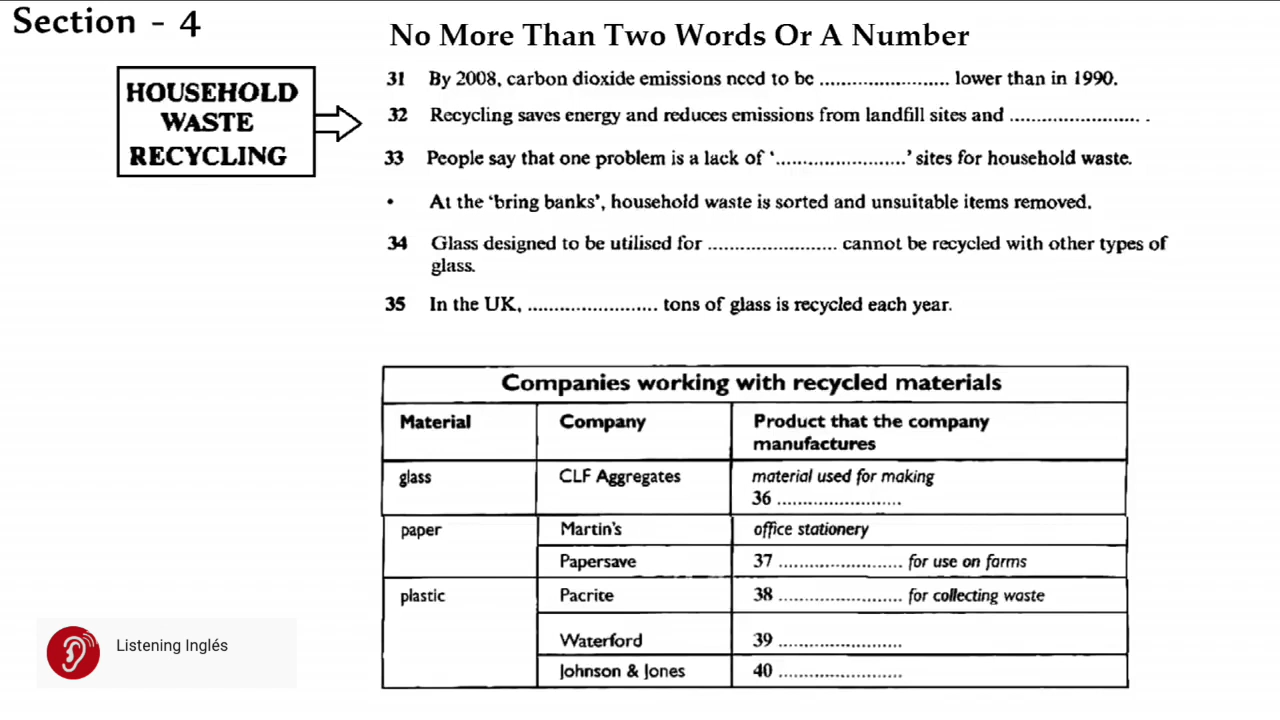 Section - 4
No More Than Two Words Or A Number
HOUSEHOLD
WASTE
RECYCLING
31 By 2008, carbon dioxide emissions need to be ........................ lower than in 1990.
32 Recycling saves energy and reduces emissions from landfill sites and ........................ .
33 People say that one problem is a lack of '........................' sites for household waste.
• At the 'bring banks', household waste is sorted and unsuitable items removed.
34 Glass designed to be utilised for ........................ cannot be recycled with other types of
glass.
35 In the UK, ........................ tons of glass is recycled each year.
Companies working with recycled materials
Material Company Product that the company
manufactures
glass CLF Aggregates material used for making
36 ........................
paper Martin's office stationery
Papersave 37 ........................ for use on farms
plastic Pacrite 38 ........................ for collecting waste
Waterford 39 ........................
Johnson & Jones 40 ........................
Listening Inglés